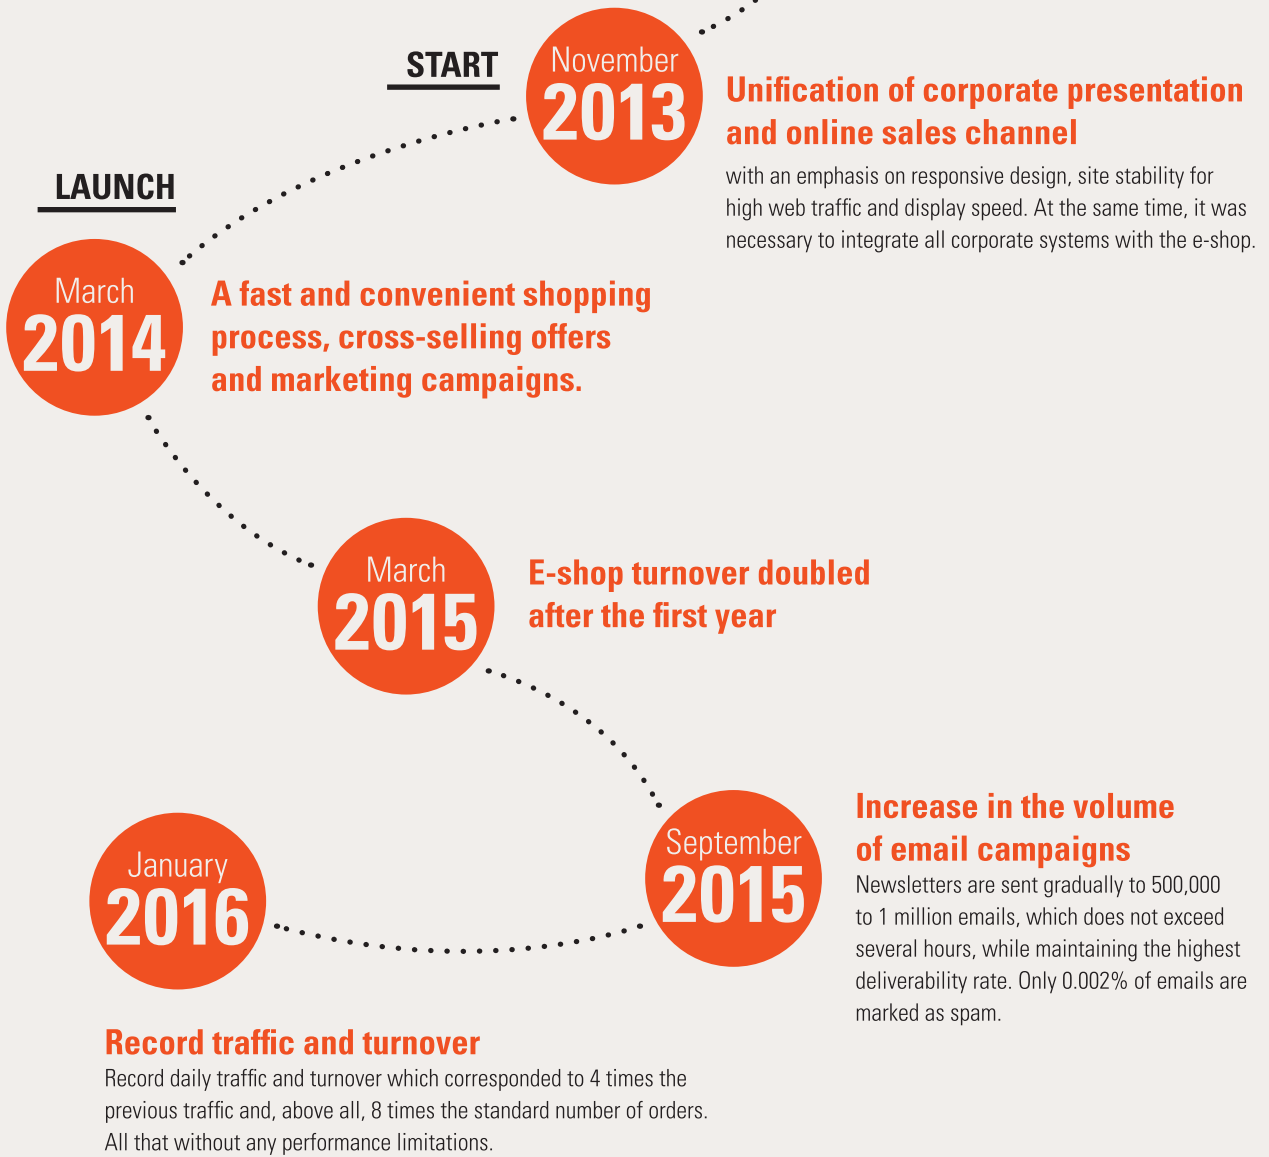 START
November
2013
Unification of corporate presentation
and online sales channel
with an emphasis on responsive design, site stability for
high web traffic and display speed. At the same time, it was
necessary to integrate all corporate systems with the e-shop.
LAUNCH
March
2014
A fast and convenient shopping
process, cross-selling offers
and marketing campaigns.
March
2015
E-shop turnover doubled
after the first year
September
2015
Increase in the volume
of email campaigns
Newsletters are sent gradually to 500,000
to 1 million emails, which does not exceed
several hours, while maintaining the highest
deliverability rate. Only 0.002% of emails are
marked as spam.
January
2016
Record traffic and turnover
Record daily traffic and turnover which corresponded to 4 times the
previous traffic and, above all, 8 times the standard number of orders.
All that without any performance limitations.